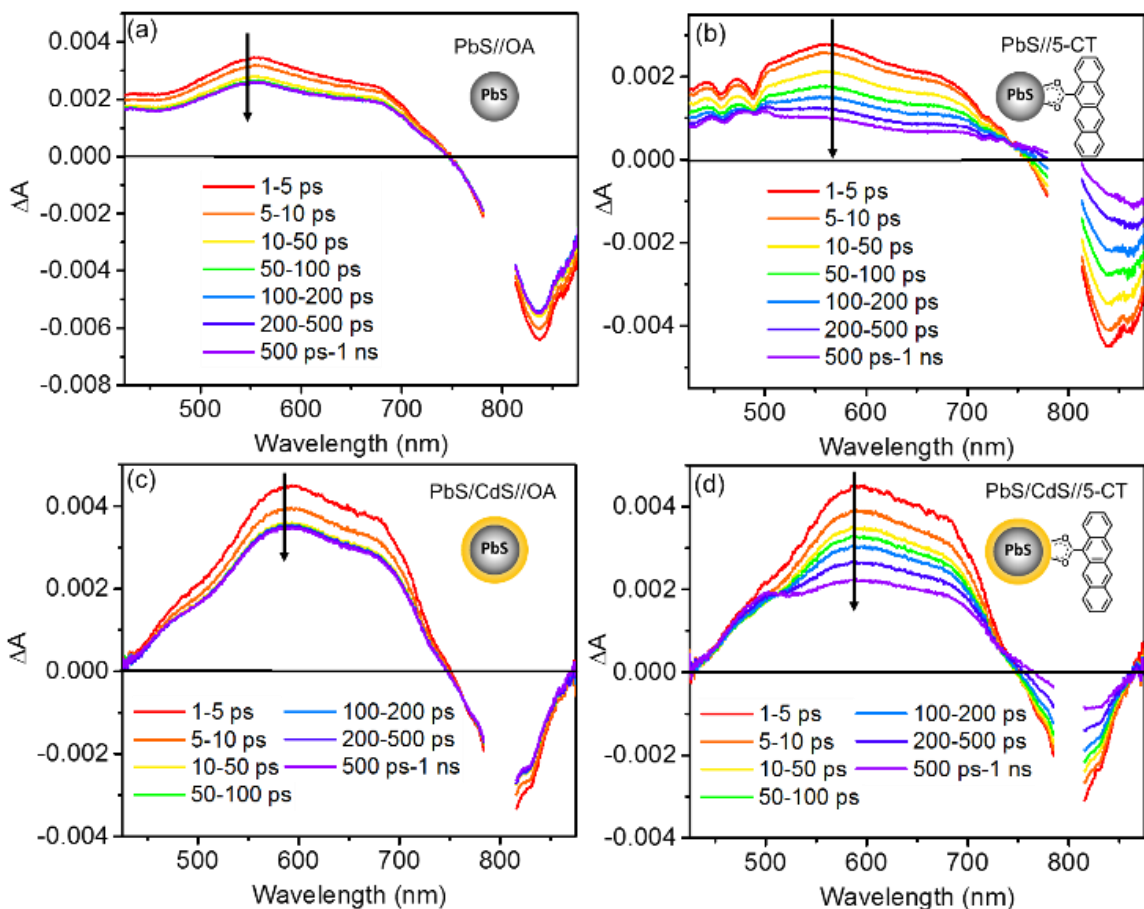 (a)
PbS//OA
PbS
0.004
0.002
0.000
-0.002
-0.004
-0.006
-0.008
ΔA
1-5 ps
5-10 ps
10-50 ps
50-100 ps
100-200 ps
200-500 ps
500 ps-1 ns
500
600
700
800
Wavelength (nm)
(b)
PbS//5-CT
PbS
O
O
0.002
0.000
-0.002
-0.004
ΔA
1-5 ps
5-10 ps
10-50 ps
50-100 ps
100-200 ps
200-500 ps
500 ps-1 ns
500
600
700
800
Wavelength (nm)
(c)
PbS/CdS//OA
PbS
0.004
0.002
0.000
-0.002
-0.004
ΔA
1-5 ps
5-10 ps
10-50 ps
50-100 ps
100-200 ps
200-500 ps
500 ps-1 ns
500
600
700
800
Wavelength (nm)
(d)
PbS/CdS//5-CT
PbS
O
O
0.004
0.002
0.000
-0.002
-0.004
ΔA
1-5 ps
5-10 ps
10-50 ps
50-100 ps
100-200 ps
200-500 ps
500 ps-1 ns
500
600
700
800
Wavelength (nm)